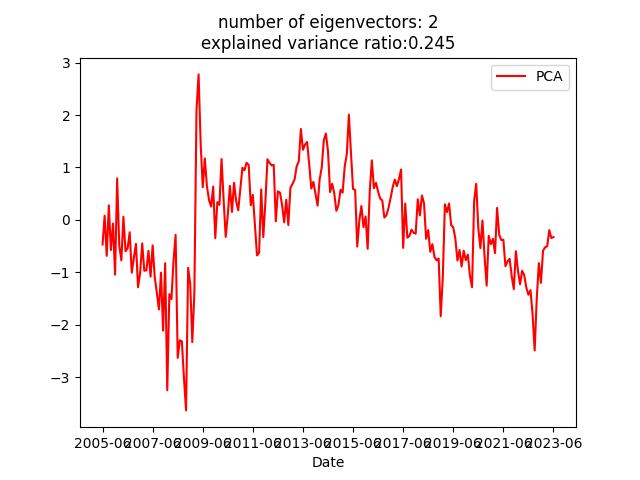 number of eigenvectors: 2
explained variance ratio:0.245
PCA
3
2
1
0
−1
−2
−3
2005-06 2007-06 2009-06 2011-06 2013-06 2015-06 2017-06 2019-06 2021-06 2023-06
Date